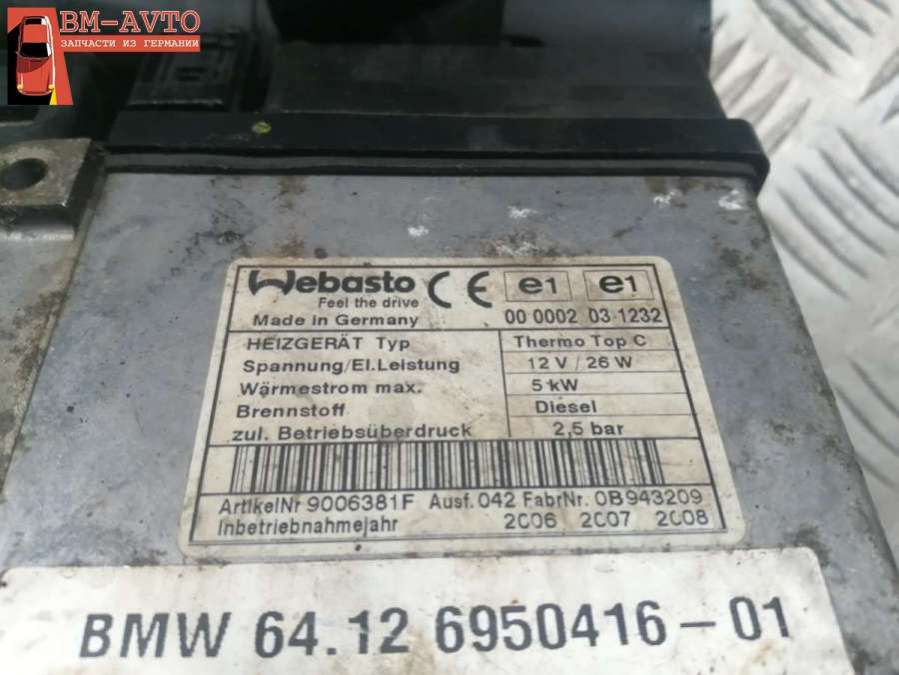 BM-AVTO
ЗАПЧАСТИ ИЗ ГЕРМАНИИ
Webasto CE e1 e1
Feel the drive
Made in Germany 00 0002 03 1232
HEIZGERÄT Typ Thermo Top C
Spannung/El.Leistung 12 V / 26 W
Wärmestrom max. 5 kW
Brennstoff Diesel
zul. Betriebsüberdruck 2,5 bar
ArtikelNr 9006381F Ausf. 042 FabrNr. 0B943209
Inbetriebnahmejahr 2006 2007 2008
BMW 64.12 6950416-01